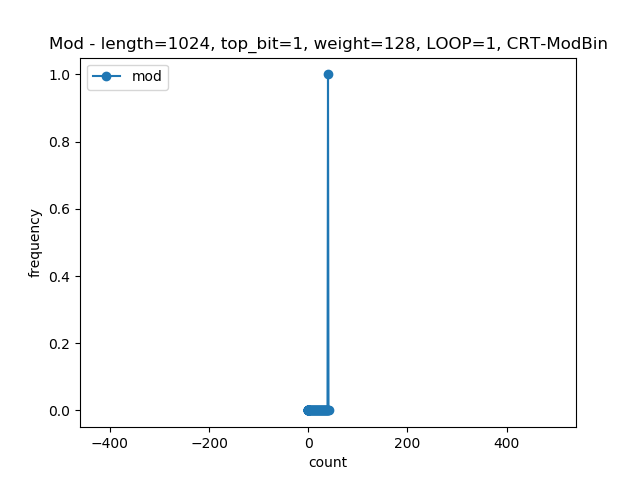 Mod - length=1024, top_bit=1, weight=128, LOOP=1, CRT-ModBin
mod
1.0
0.8
0.6
0.4
0.2
0.0
frequency
−400
−200
0
200
400
count